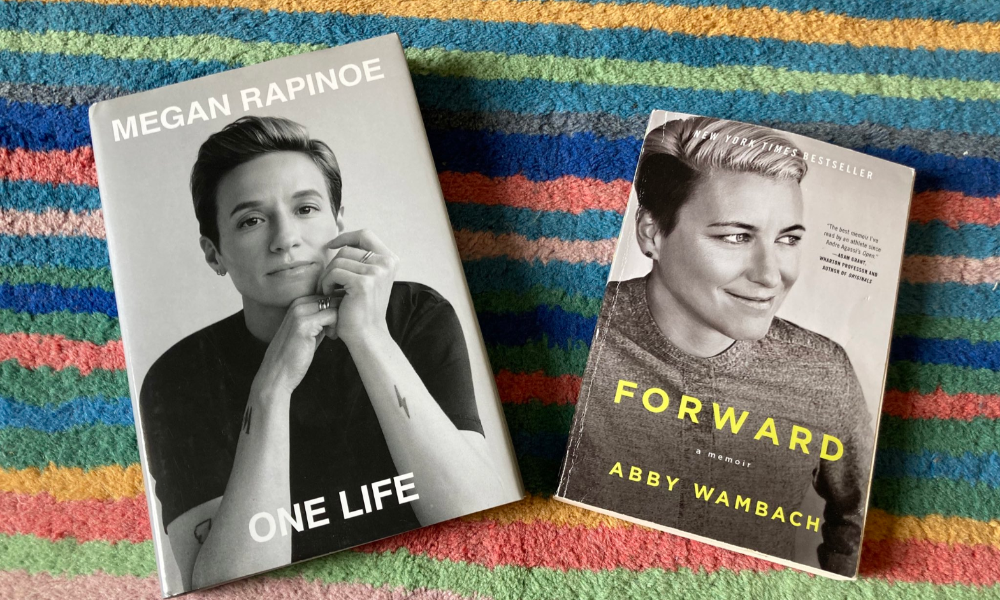 MEGAN RAPINOE
ONE LIFE
NEW YORK TIMES BESTSELLER
"The best memoir I've
read by an athlete since
Andre Agassi's Open."
—ADAM GRANT,
WHARTON PROFESSOR AND
AUTHOR OF ORIGINALS
FORWARD
a memoir
ABBY WAMBACH